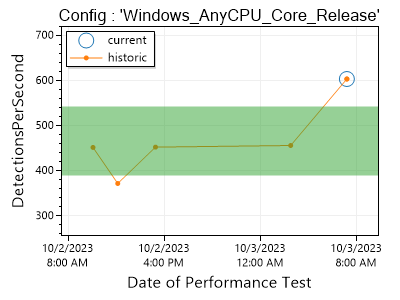 Config : 'Windows_AnyCPU_Core_Release'
current
historic
700
600
500
400
300
DetectionsPerSecond
10/2/2023 10/2/2023 10/3/2023 10/3/2023
8:00 AM 4:00 PM 12:00 AM 8:00 AM
Date of Performance Test